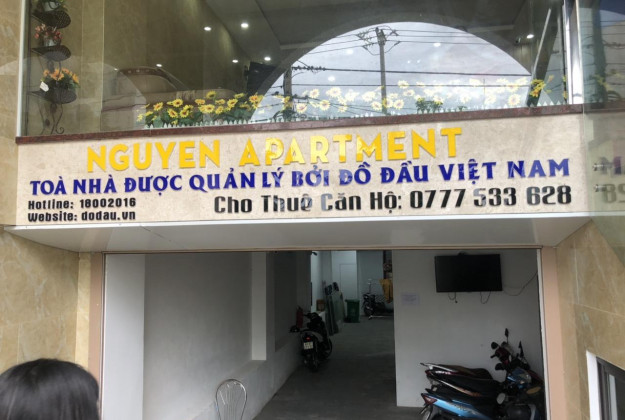 NGUYEN APARTMENT
TOÀ NHÀ ĐƯỢC QUẢN LÝ BỞI ĐỒ ĐẦU VIỆT NAM
Hotline: 18002016
Website: dodau.vn
Cho Thuê Căn Hộ: 0777 533 628